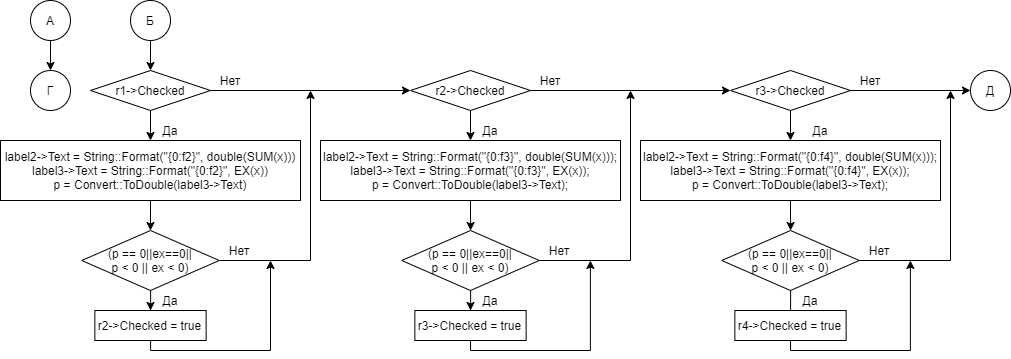 А
Б
Г
r1->Checked
Нет
r2->Checked
Нет
r3->Checked
Нет
Д
Да
Да
Да
label2->Text = String::Format("{0:f2}", double(SUM(x)))
label3->Text = String::Format("{0:f2}", EX(x))
p = Convert::ToDouble(label3->Text)
label2->Text = String::Format("{0:f3}", double(SUM(x)));
label3->Text = String::Format("{0:f3}", EX(x));
p = Convert::ToDouble(label3->Text);
label2->Text = String::Format("{0:f4}", double(SUM(x)));
label3->Text = String::Format("{0:f4}", EX(x));
p = Convert::ToDouble(label3->Text);
(p == 0||ex==0||
p < 0 || ex < 0)
Нет
(p == 0||ex==0||
p < 0 || ex < 0)
Нет
(p == 0||ex==0||
p < 0 || ex < 0)
Нет
Да
Да
Да
r2->Checked = true
r3->Checked = true
r4->Checked = true